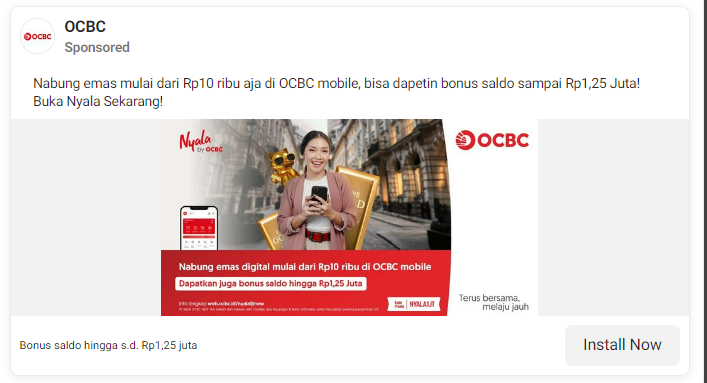 OCBC
Sponsored
Nabung emas mulai dari Rp10 ribu aja di OCBC mobile, bisa dapetin bonus saldo sampai Rp1,25 Juta!
Buka Nyala Sekarang!
Nyala
by OCBC
OCBC
Nabung emas digital mulai dari Rp10 ribu di OCBC mobile
Dapatkan juga bonus saldo hingga Rp1,25 Juta
Info lengkap web.ocbc.id/nyalatjtnew
Kode Promo NYALA1JT
Terus bersama,
melaju jauh
Bonus saldo hingga s.d. Rp1,25 juta
Install Now